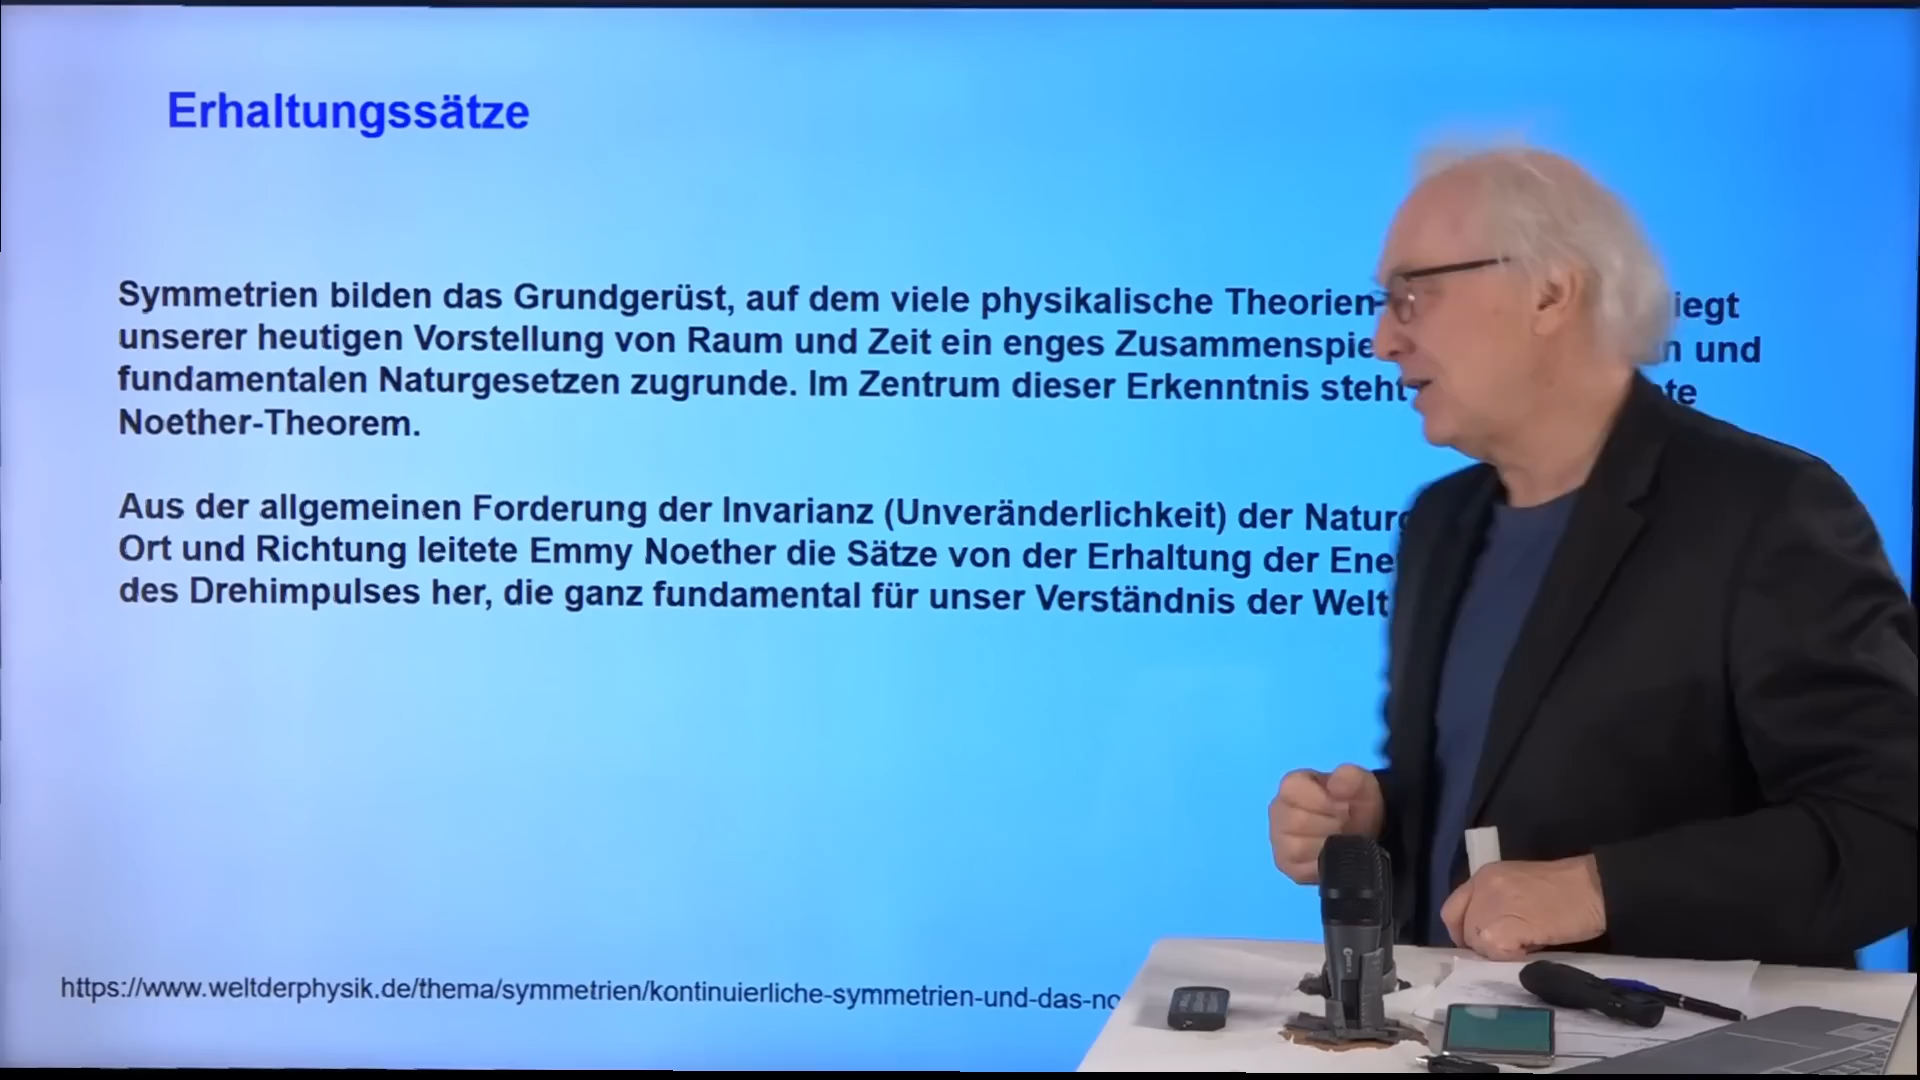 Erhaltungssätze
Symmetrien bilden das Grundgerüst, auf dem viele physikalische Theorien
unserer heutigen Vorstellung von Raum und Zeit ein enges Zusammenspie und
fundamentalen Naturgesetzen zugrunde. Im Zentrum dieser Erkenntnis steht
Noether-Theorem.
Aus der allgemeinen Forderung der Invarianz (Unveränderlichkeit) der Natur
Ort und Richtung leitete Emmy Noether die Sätze von der Erhaltung der Ene
des Drehimpulses her, die ganz fundamental für unser Verständnis der Welt
https://www.weltderphysik.de/thema/symmetrien/kontinuierliche-symmetrien-und-das-no